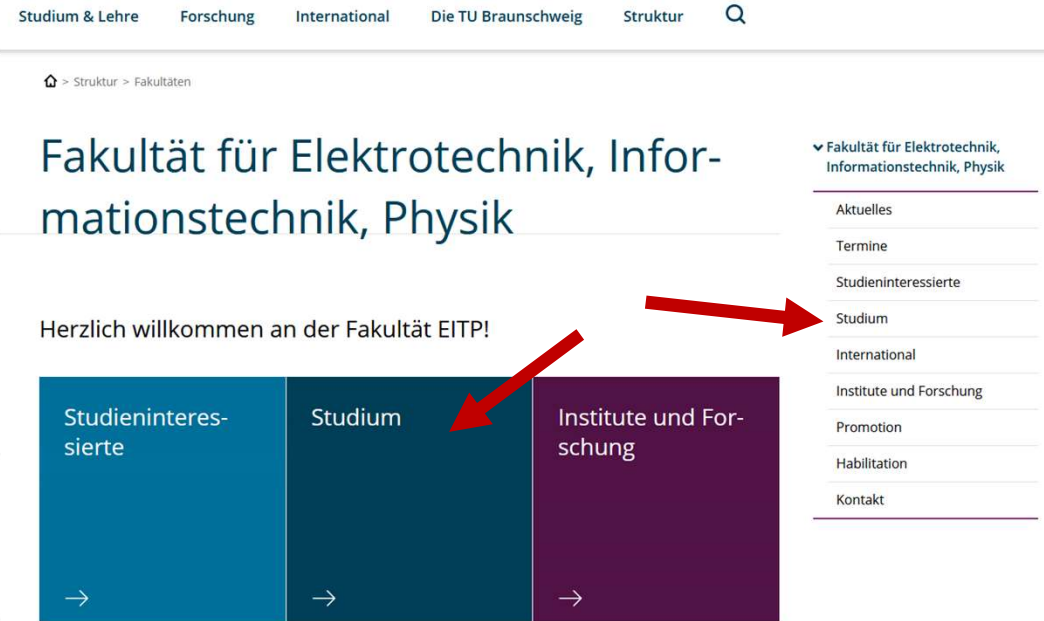 Studium & Lehre Forschung International Die TU Braunschweig Struktur
> Struktur > Fakultäten
Fakultät für Elektrotechnik, Infor-
mationstechnik, Physik
Herzlich willkommen an der Fakultät EITP!
Studieninteres-
sierte
Studium
Institute und For-
schung
Fakultät für Elektrotechnik,
Informationstechnik, Physik
Aktuelles
Termine
Studieninteressierte
Studium
International
Institute und Forschung
Promotion
Habilitation
Kontakt